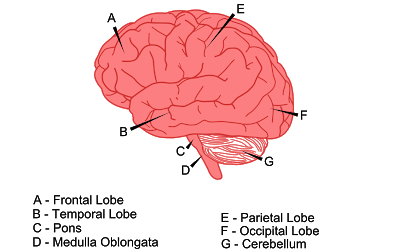 A
E
B
F
C
D
G
A - Frontal Lobe
B - Temporal Lobe
C - Pons
D - Medulla Oblongata
E - Parietal Lobe
F - Occipital Lobe
G - Cerebellum